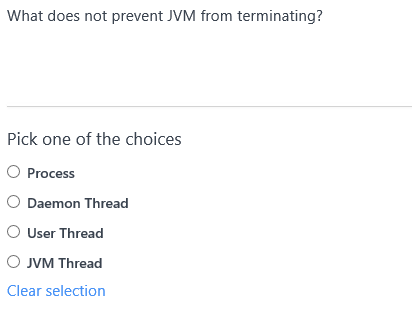 What does not prevent JVM from terminating?
Pick one of the choices
Process
Daemon Thread
User Thread
JVM Thread
Clear selection